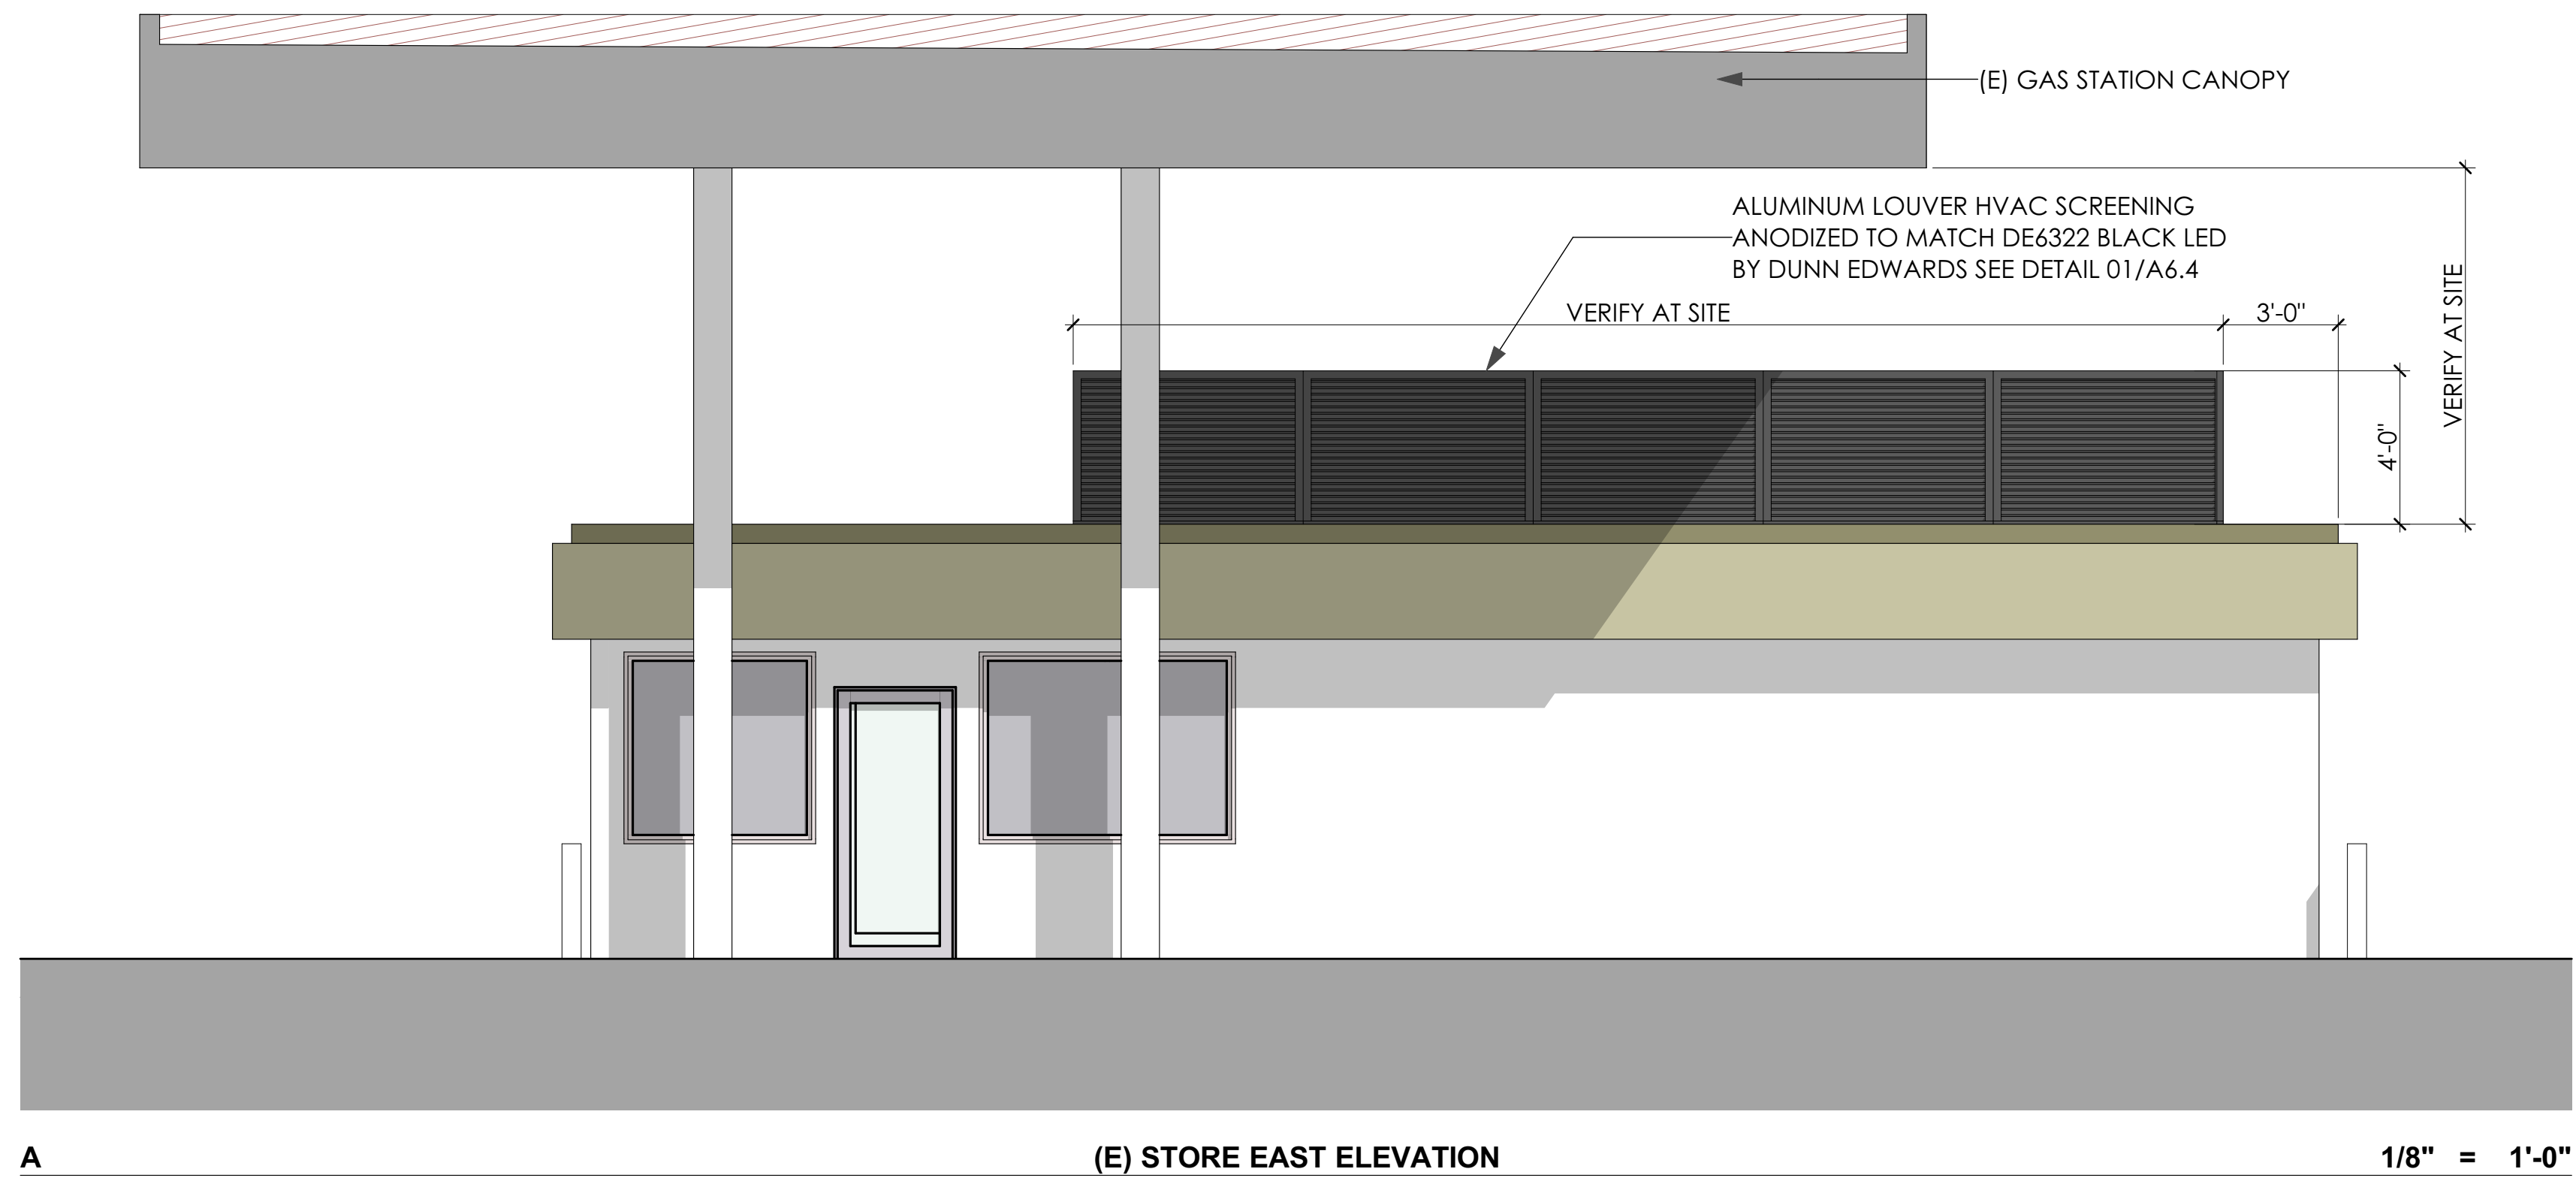 (E) GAS STATION CANOPY
ALUMINUM LOUVER HVAC SCREENING
ANODIZED TO MATCH DE6322 BLACK LED
BY DUNN EDWARDS SEE DETAIL 01/A6.4
VERIFY AT SITE
3'-0"
VERIFY AT SITE
4'-0"
A
(E) STORE EAST ELEVATION
1/8" = 1'-0"